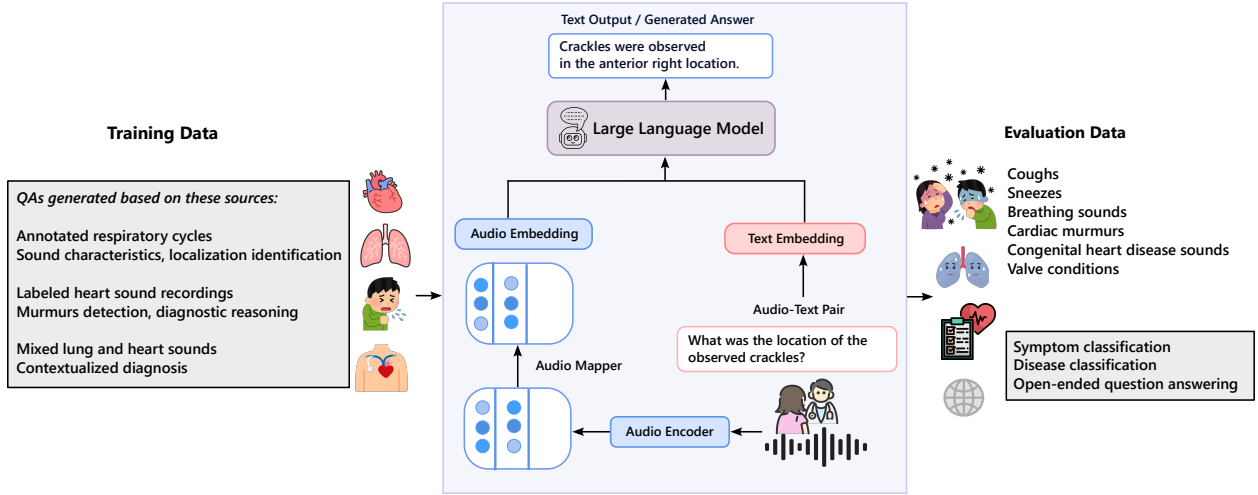 Training Data
QAs generated based on these sources:
Annotated respiratory cycles
Sound characteristics, localization identification
Labeled heart sound recordings
Murmurs detection, diagnostic reasoning
Mixed lung and heart sounds
Contextualized diagnosis
Text Output / Generated Answer
Crackles were observed
in the anterior right location.
Large Language Model
Audio Embedding
Text Embedding
Audio-Text Pair
What was the location of the
observed crackles?
Audio Mapper
Audio Encoder
Evaluation Data
Coughs
Sneezes
Breathing sounds
Cardiac murmurs
Congenital heart disease sounds
Valve conditions
Symptom classification
Disease classification
Open-ended question answering